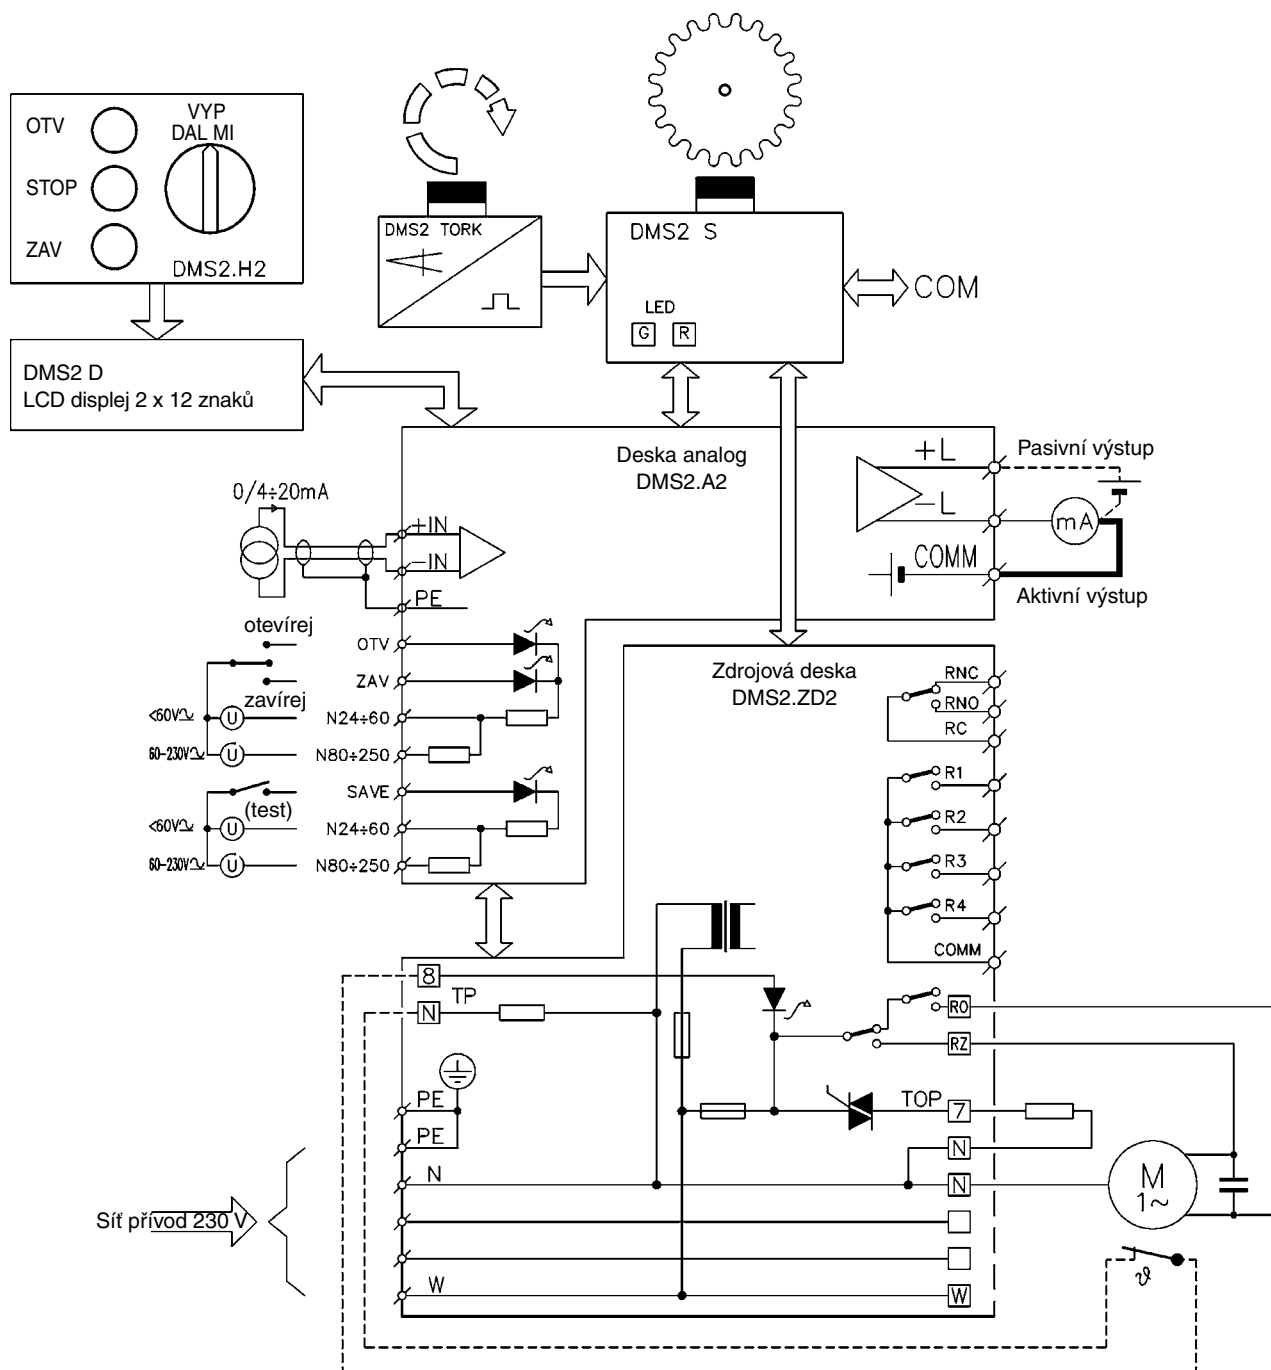 OTV
STOP
ZAV
VYP
DAL MI
DMS2.H2
DMS2 TORK
DMS2 S
LED
G R
COM
DMS2 D
LCD displej 2 x 12 znaků
Deska analog
DMS2.A2
+L
−L
COMM
Pasivní výstup
mA
Aktivní výstup
0/4÷20mA
+IN
−IN
PE
otevírej
OTV
ZAV
zavírej
<60V
U
N24÷60
60–230V
U
N80÷250
SAVE
(test)
<60V
U
N24÷60
60–230V
U
N80÷250
Zdrojová deska
DMS2.ZD2
RNC
RNO
RC
R1
R2
R3
R4
COMM
8
N
TP
RO
RZ
PE
PE
TOP
7
N
N
N
M
1~
Síť přívod 230 V
W
W
ϑ